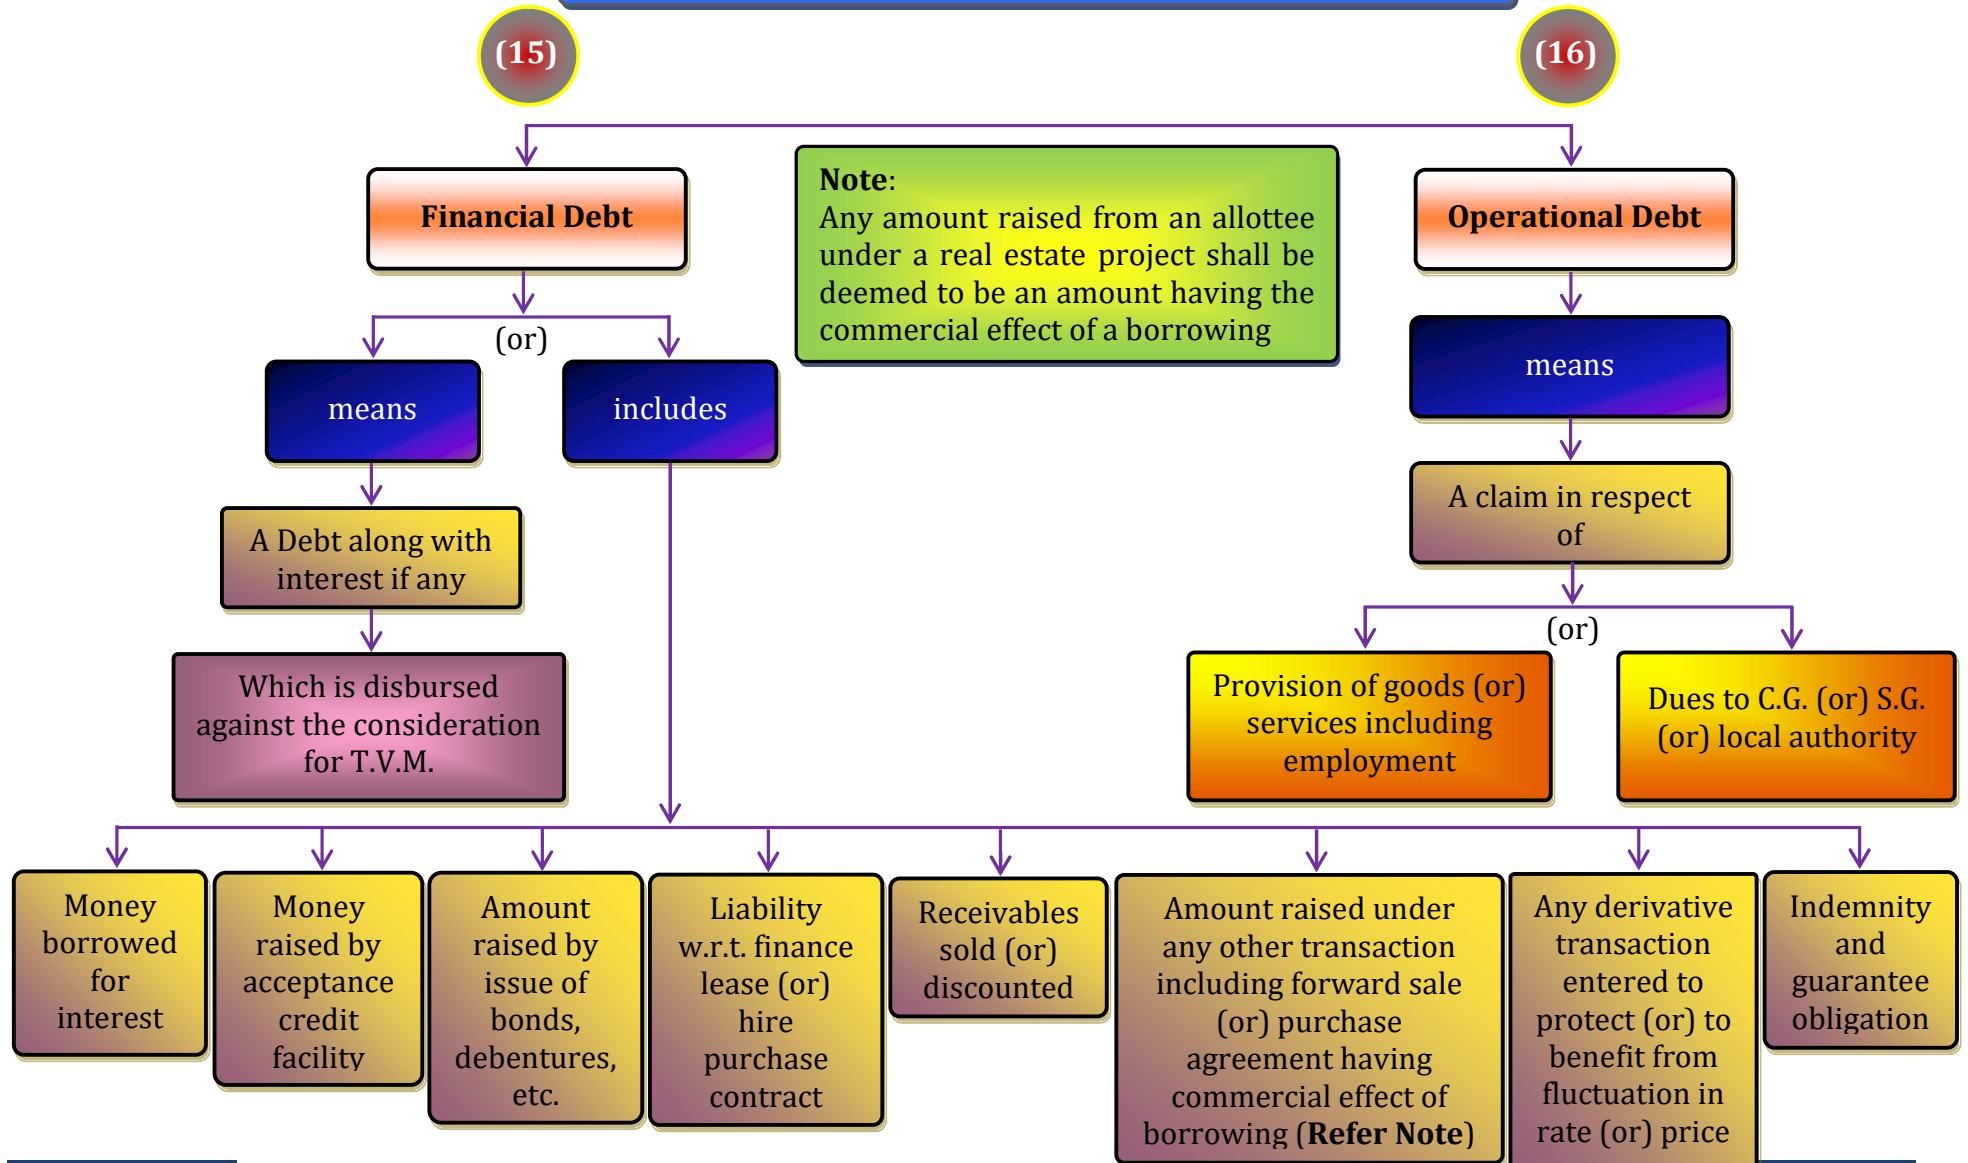 (15)
(16)
Financial Debt
Note:
Any amount raised from an allottee
under a real estate project shall be
deemed to be an amount having the
commercial effect of a borrowing
Operational Debt
(or)
means
includes
means
A Debt along with
interest if any
A claim in respect
of
Which is disbursed
against the consideration
for T.V.M.
(or)
Provision of goods (or)
services including
employment
Dues to C.G. (or) S.G.
(or) local authority
Money
borrowed
for
interest
Money
raised by
acceptance
credit
facility
Amount
raised by
issue of
bonds,
debentures,
etc.
Liability
w.r.t. finance
lease (or)
hire
purchase
contract
Receivables
sold (or)
discounted
Amount raised under
any other transaction
including forward sale
(or) purchase
agreement having
commercial effect of
borrowing (Refer Note)
Any derivative
transaction
entered to
protect (or) to
benefit from
fluctuation in
rate (or) price
Indemnity
and
guarantee
obligation